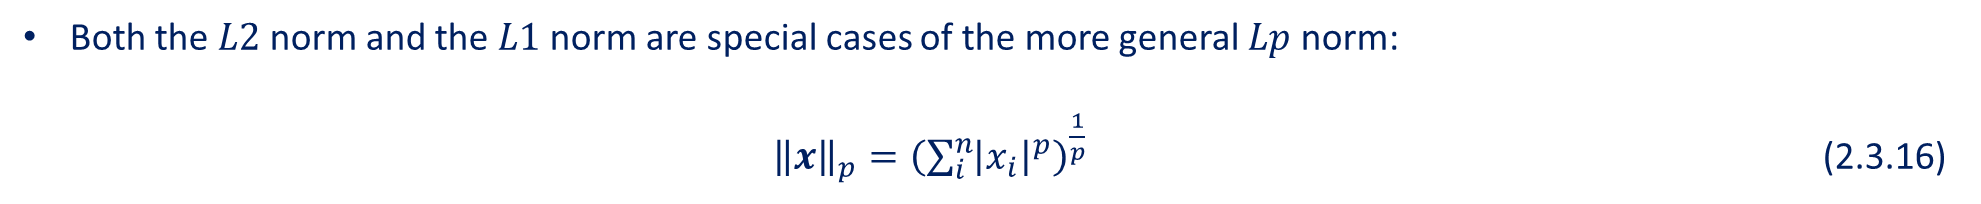 • Both the L2 norm and the L1 norm are special cases of the more general Lp norm:
‖x‖ₚ = (∑ᵢⁿ|xᵢ|ᵖ)^(1/p) (2.3.16)